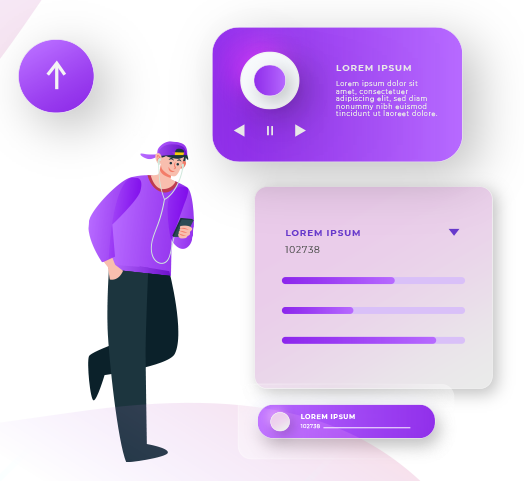 LOREM IPSUM
Lorem ipsum dolor sit
amet, consectetuer
adipiscing elit, sed diam
nonummy nibh euismod
tincidunt ut laoreet dolore.
LOREM IPSUM
102738
LOREM IPSUM
102738